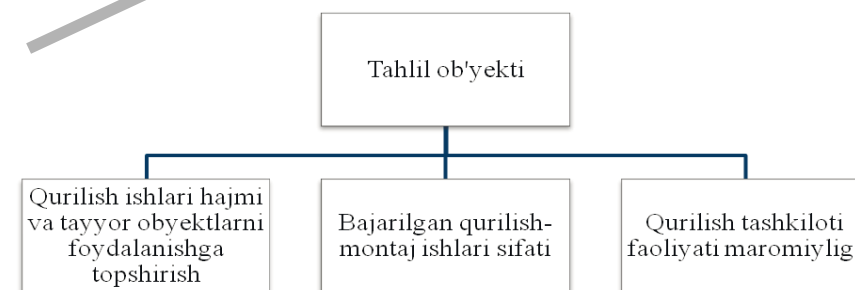 Tahlil ob'yekti
Qurilish ishlari hajmi
va tayyor obyektlarni
foydalanishga
topshirish
Bajarilgan qurilish-
montaj ishlari sifati
Qurilish tashkiloti
faoliyati maromiylig